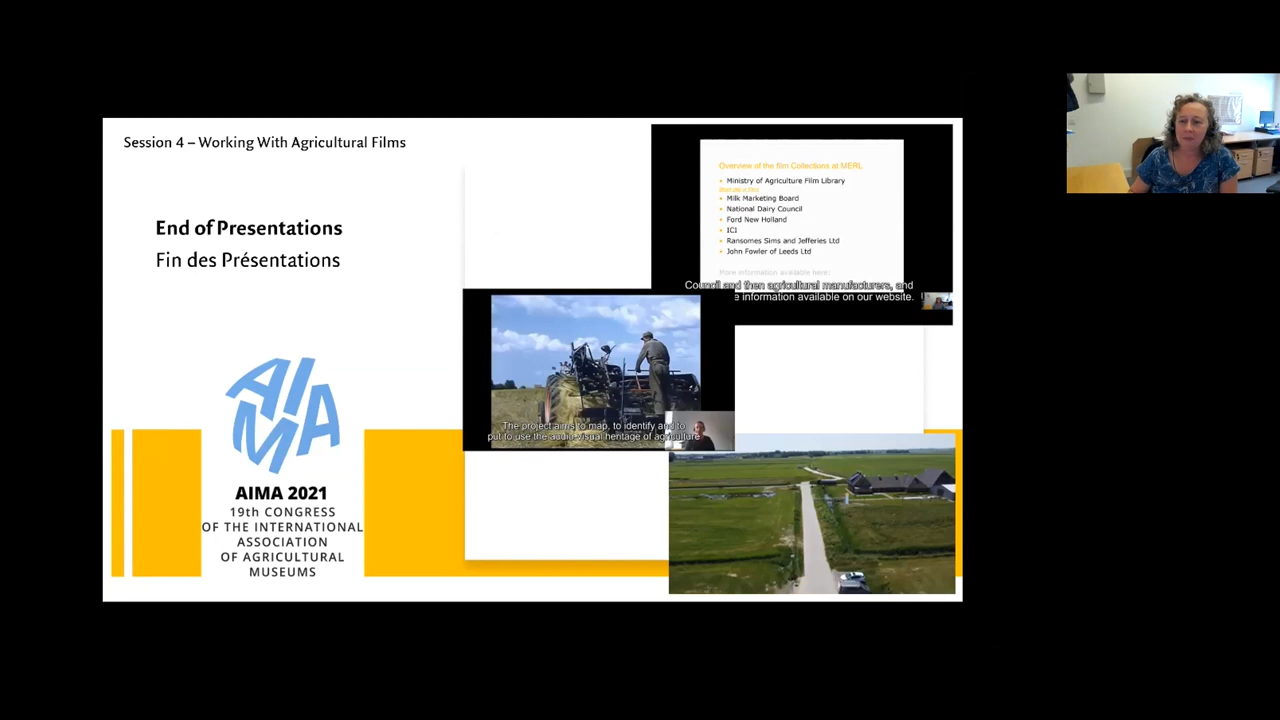 Session 4 – Working With Agricultural Films
End of Presentations
Fin des Présentations
AIMA
AIMA 2021
19th CONGRESS
OF THE INTERNATIONAL
ASSOCIATION
OF AGRICULTURAL
MUSEUMS
Overview of the film Collections at MERL
Ministry of Agriculture Film Library
Milk Marketing Board
National Dairy Council
Ford New Holland
ICI
Ransomes Sims and Jefferies Ltd
John Fowler of Leeds Ltd
More information available here:
Council and then agricultural manufacturers, and
e information available on our website.
The project aims to map, to identify and to
put to use the audio-visual heritage of agriculture